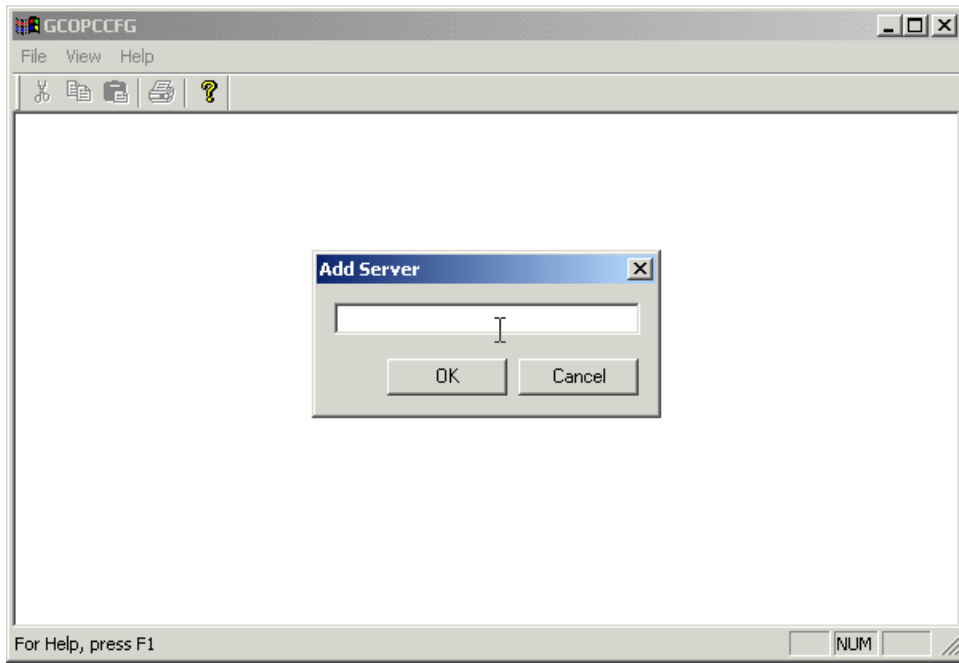 GCOPCCFG
File View Help
Add Server
OK Cancel
For Help, press F1
NUM